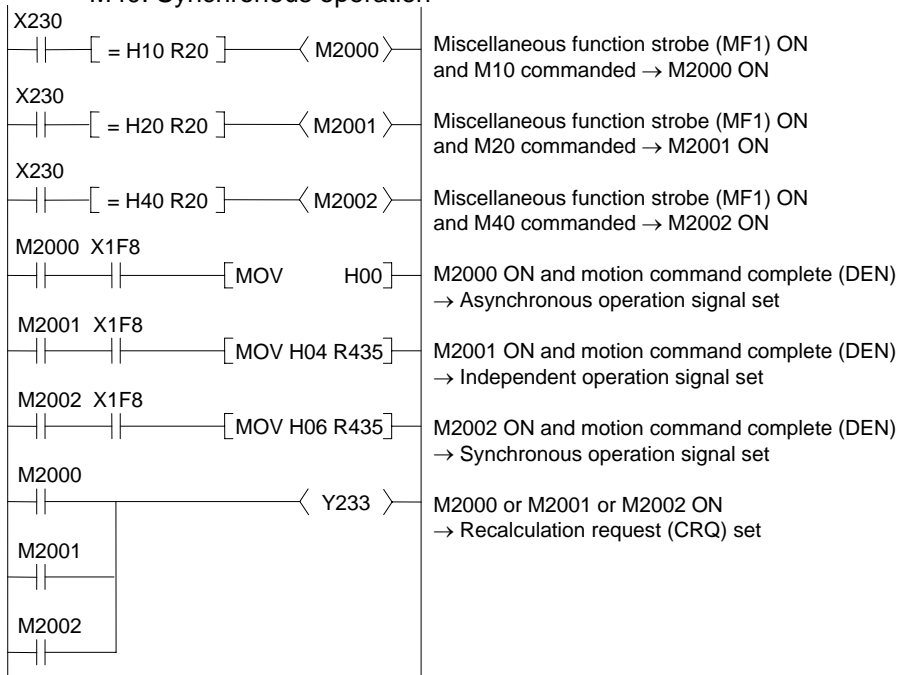 M40: Synchronous operation
X230
= H10 R20 M2000 Miscellaneous function strobe (MF1) ON
and M10 commanded → M2000 ON
X230
= H20 R20 M2001 Miscellaneous function strobe (MF1) ON
and M20 commanded → M2001 ON
X230
= H40 R20 M2002 Miscellaneous function strobe (MF1) ON
and M40 commanded → M2002 ON
M2000 X1F8
MOV H00 M2000 ON and motion command complete (DEN)
→ Asynchronous operation signal set
M2001 X1F8
MOV H04 R435 M2001 ON and motion command complete (DEN)
→ Independent operation signal set
M2002 X1F8
MOV H06 R435 M2002 ON and motion command complete (DEN)
→ Synchronous operation signal set
M2000
Y233 M2000 or M2001 or M2002 ON
→ Recalculation request (CRQ) set
M2001
M2002